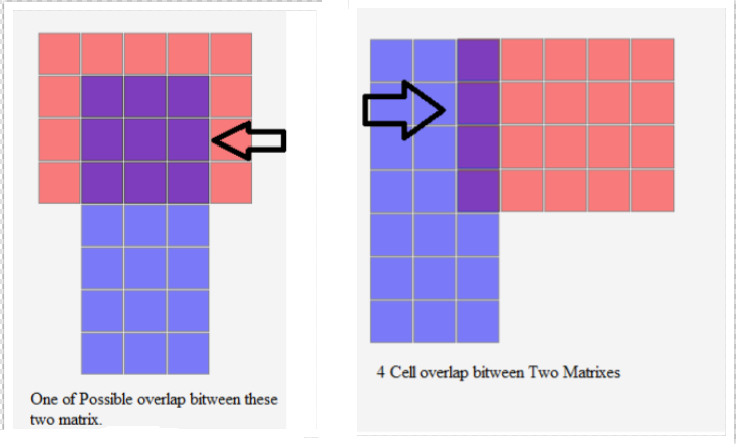 One of Possible overlap bitween these
two matrix.
4 Cell overlap bitween Two Matrixes